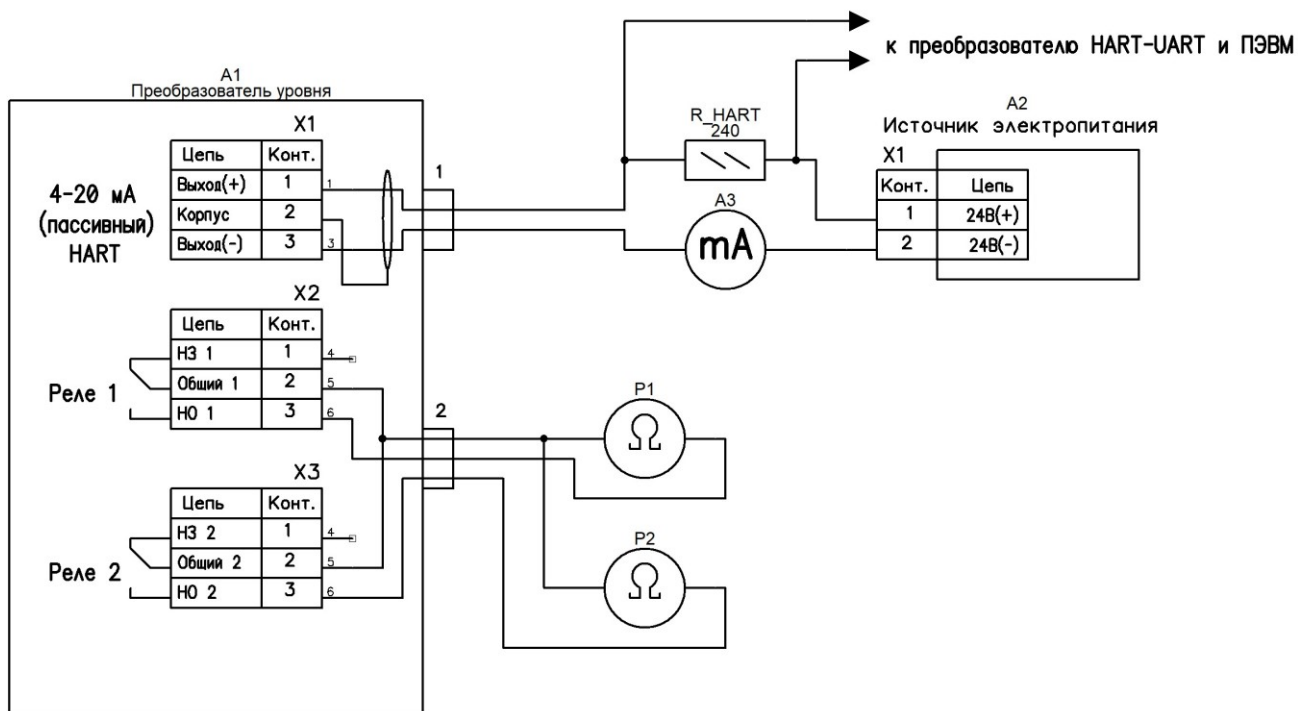 к преобразователю HART-UART и ПЭВМ
A1
Преобразователь уровня
X1
Цепь Конт.
Выход(+) 1 1
Корпус 2
Выход(-) 3 3
4-20 мА
(пассивный)
HART
1
R_HART
240
A3
mA
A2
Источник электропитания
X1
Конт. Цепь
1 24В(+)
2 24В(-)
X2
Цепь Конт.
НЗ 1 1 4
Общий 1 2 5
НО 1 3 6
Реле 1
2
P1
Ω
X3
Цепь Конт.
НЗ 2 1 4
Общий 2 2 5
НО 2 3 6
Реле 2
P2
Ω